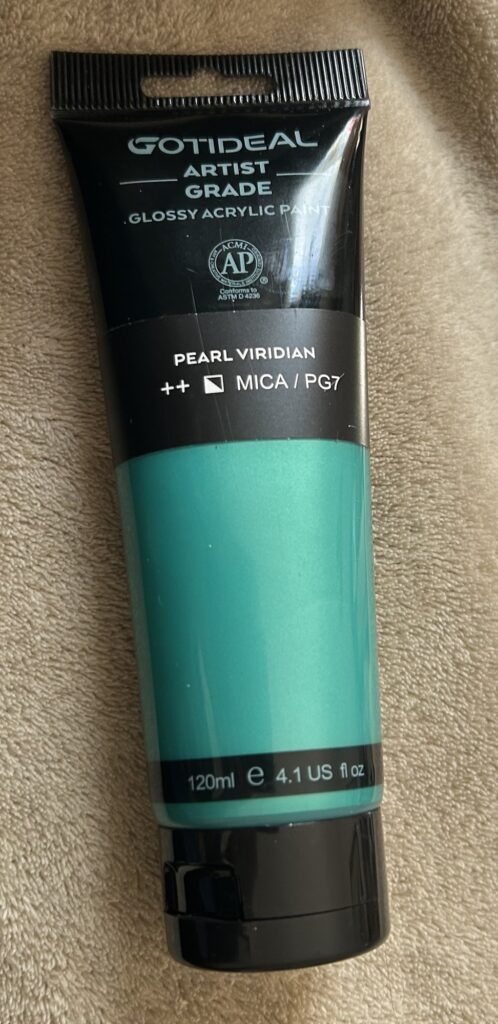 GOTIDEAL
ARTIST
GRADE
GLOSSY ACRYLIC PAINT
ACMI
AP
®
Conforms to
ASTM D 4236
PEARL VIRIDIAN
++ MICA / PG7
120ml e 4.1 US fl oz